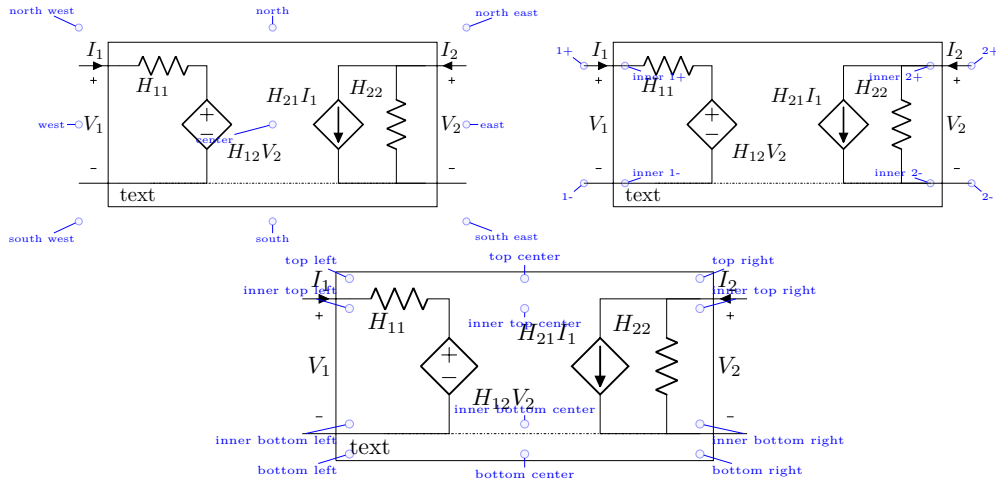 north west
north
north east
I1
I2
+
+
H11
H21I1
H22
west
V1
+
−
center
V2
east
H12V2
−
−
text
south west
south
south east
1+
I1
I2
2+
inner 1+
inner 2+
+
+
H11
H21I1
H22
V1
+
−
V2
H12V2
−
−
inner 1-
inner 2-
1-
text
2-
top left
top center
top right
I1
I2
inner top left
inner top right
+
+
H11
inner top center
H21I1
H22
V1
+
−
V2
H12V2
inner bottom center
−
−
inner bottom left
inner bottom right
text
bottom left
bottom center
bottom right